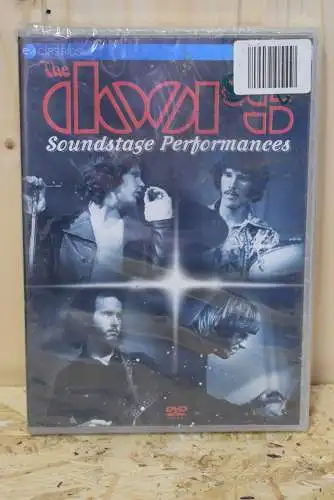 the
doors
Soundstage Performances
DVD